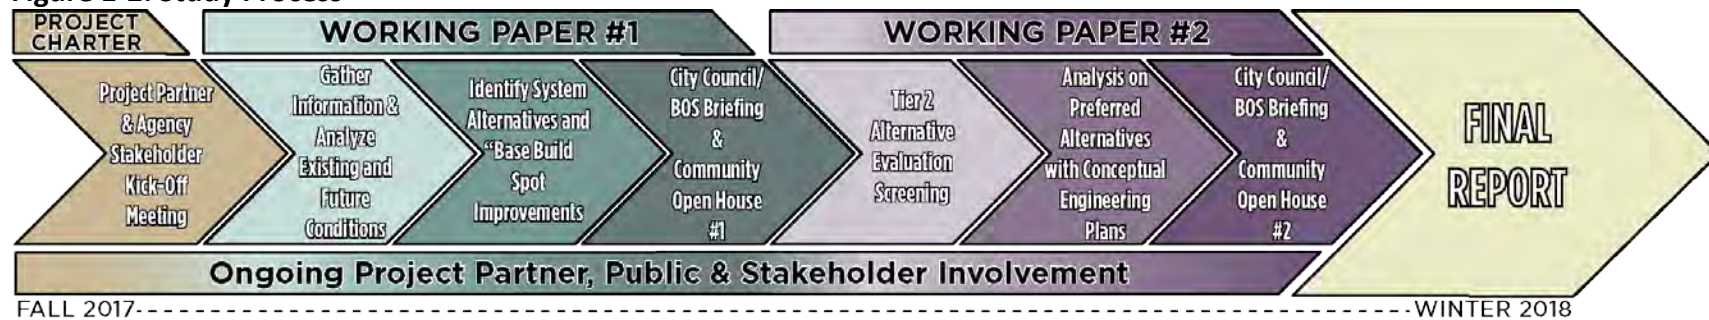 PROJECT
CHARTER
WORKING PAPER #1
WORKING PAPER #2
Project Partner
& Agency
Stakeholder
Kick-Off
Meeting
Gather
Information &
Analyze
Existing and
Future
Conditions
Identify System
Alternatives and
“Base Build
Spot
Improvements
City Council/
BOS Briefing
&
Community
Open House
#1
Tier 2
Alternative
Evaluation
Screening
Analysis on
Preferred
Alternatives
with Conceptual
Engineering
Plans
City Council/
BOS Briefing
&
Community
Open House
#2
FINAL
REPORT
Ongoing Project Partner, Public & Stakeholder Involvement
FALL 2017
WINTER 2018